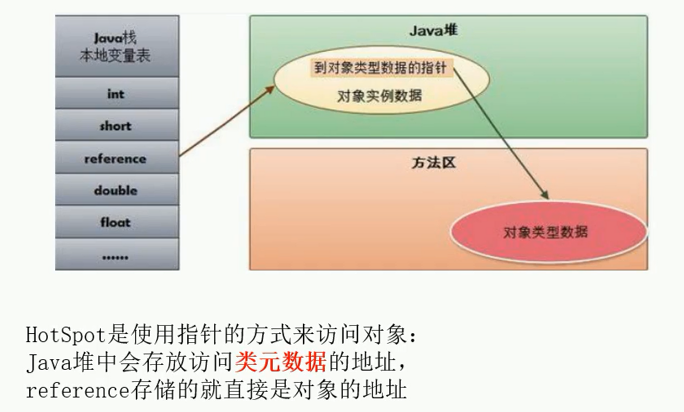 Java栈
本地变量表
int
short
reference
double
float
......
Java堆
到对象类型数据的指针
对象实例数据
方法区
对象类型数据
HotSpot是使用指针的方式来访问对象：
Java堆中会存放访问类元数据的地址，
reference存储的就直接是对象的地址